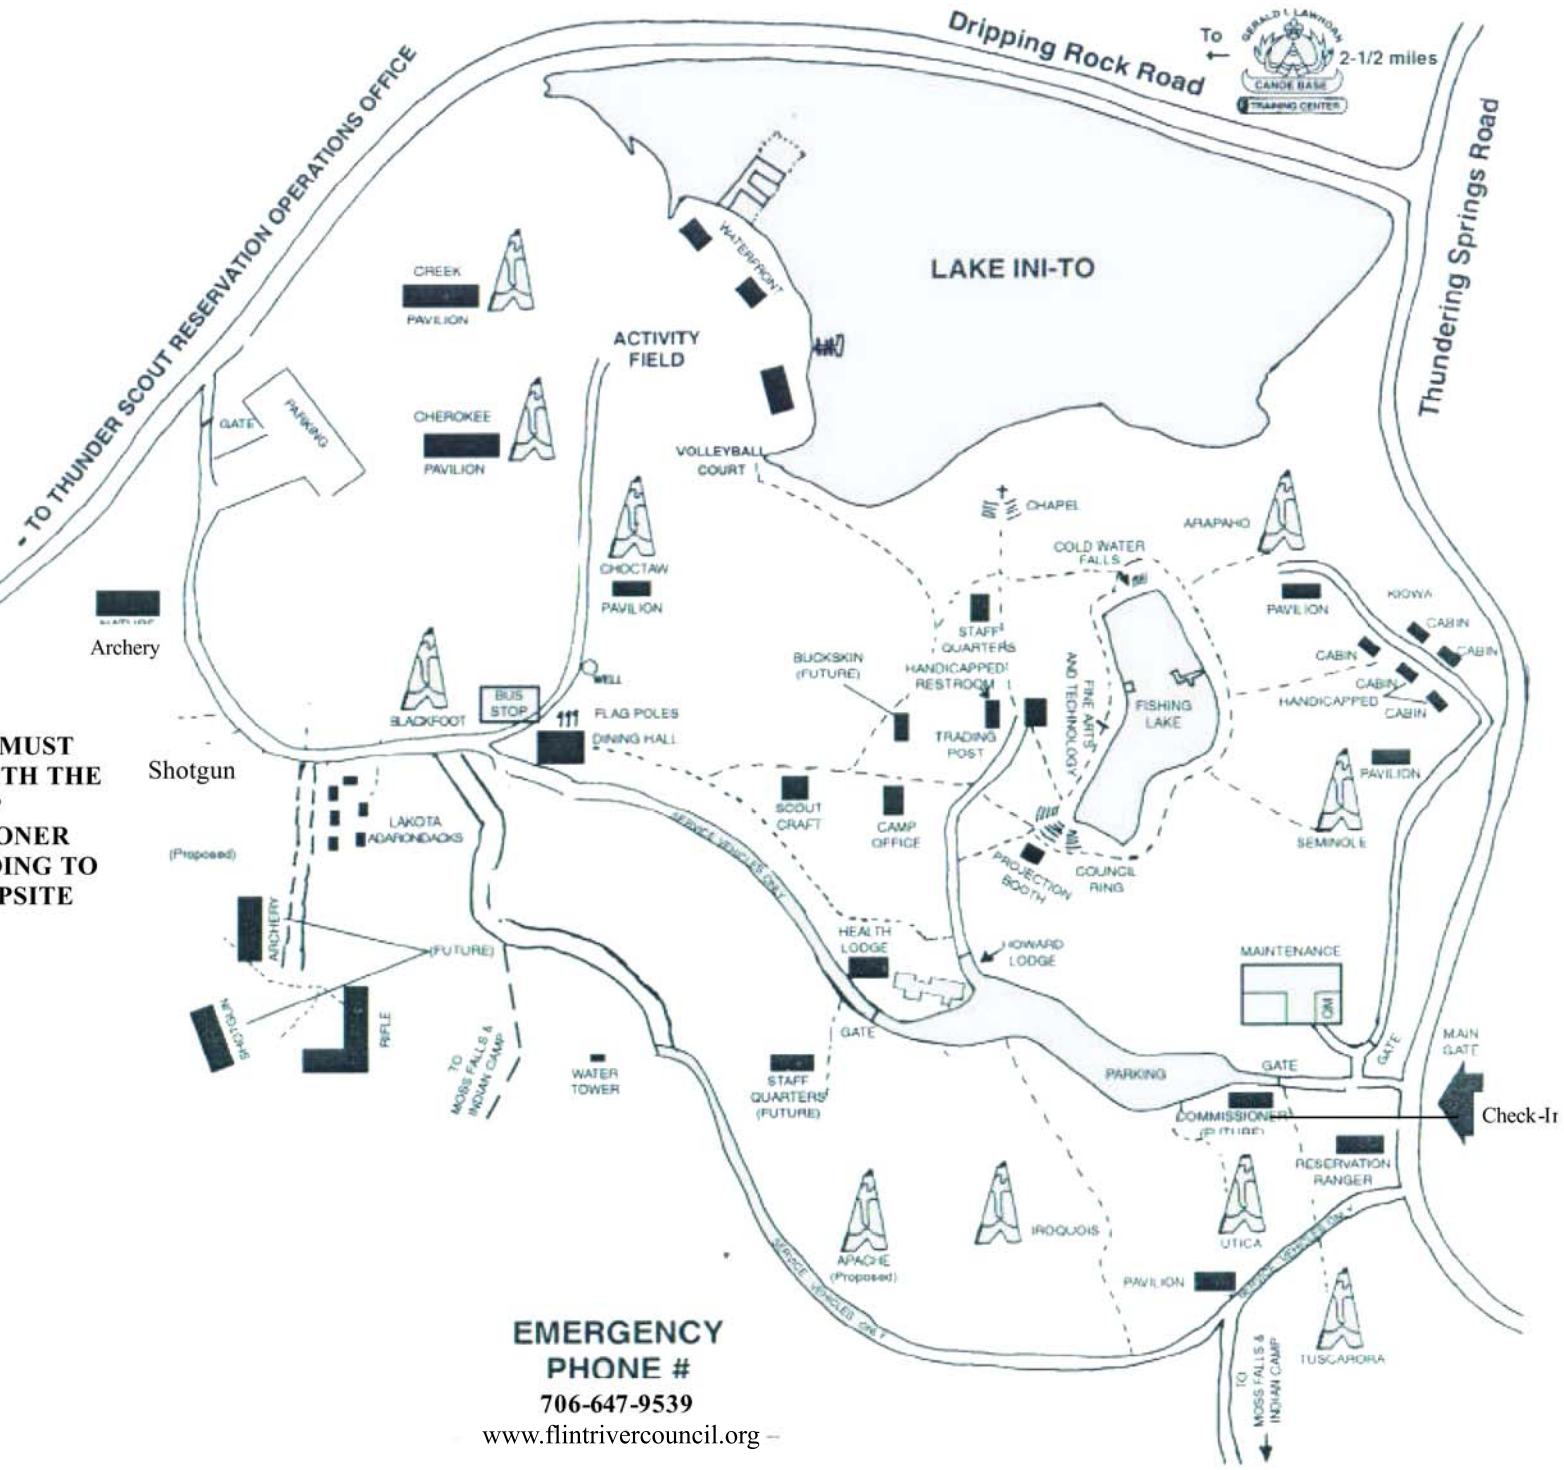 Dripping Rock Road
To
GERALD I. LAWHORN
CANOE BASE
TRAINING CENTER
2-1/2 miles
Thundering Springs Road
- TO THUNDER SCOUT RESERVATION OPERATIONS OFFICE
LAKE INI-TO
WATERFRONT
CREEK
PAVILION
ACTIVITY
FIELD
GATE
PARKING
CHEROKEE
PAVILION
VOLLEYBALL
COURT
CHAPEL
COLD WATER
FALLS
ARAPAHO
CHOCTAW
PAVILION
PAVILION
KIOWA
CABIN
CABIN
CABIN
CABIN
HANDICAPPED
CABIN
NATURE
Archery
STAFF
QUARTERS
BUCKSKIN
(FUTURE)
HANDICAPPED
RESTROOM
FINE ARTS
AND TECHNOLOGY
FISHING
LAKE
WELL
BUS
STOP
BLACKFOOT
FLAG POLES
DINING HALL
TRADING
POST
MUST
TH THE
Shotgun
ONER
DING TO
PSITE
PAVILION
SEMINOLE
LAKOTA
ADARONDACKS
SCOUT
CRAFT
CAMP
OFFICE
SERVICE VEHICLES ONLY
PROJECTION
BOOTH
COUNCIL
RING
(Proposed)
ARCHERY
(FUTURE)
SHOTGUN
RIFLE
HEALTH
LODGE
HOWARD
LODGE
MAINTENANCE
QM
GATE
MAIN
GATE
TO
MOSS FALLS &
INDIAN CAMP
WATER
TOWER
GATE
STAFF
QUARTERS
(FUTURE)
PARKING
GATE
COMMISSIONER
(FUTURE)
Check-I
RESERVATION
RANGER
APACHE
(Proposed)
IROQUOIS
UTICA
PAVILION
SERVICE VEHICLES ONLY
SERVICE VEHICLES ONLY
TUSCARORA
TO
MOSS FALLS &
INDIAN CAMP
EMERGENCY
PHONE #
706-647-9539
www.flintrivercouncil.org